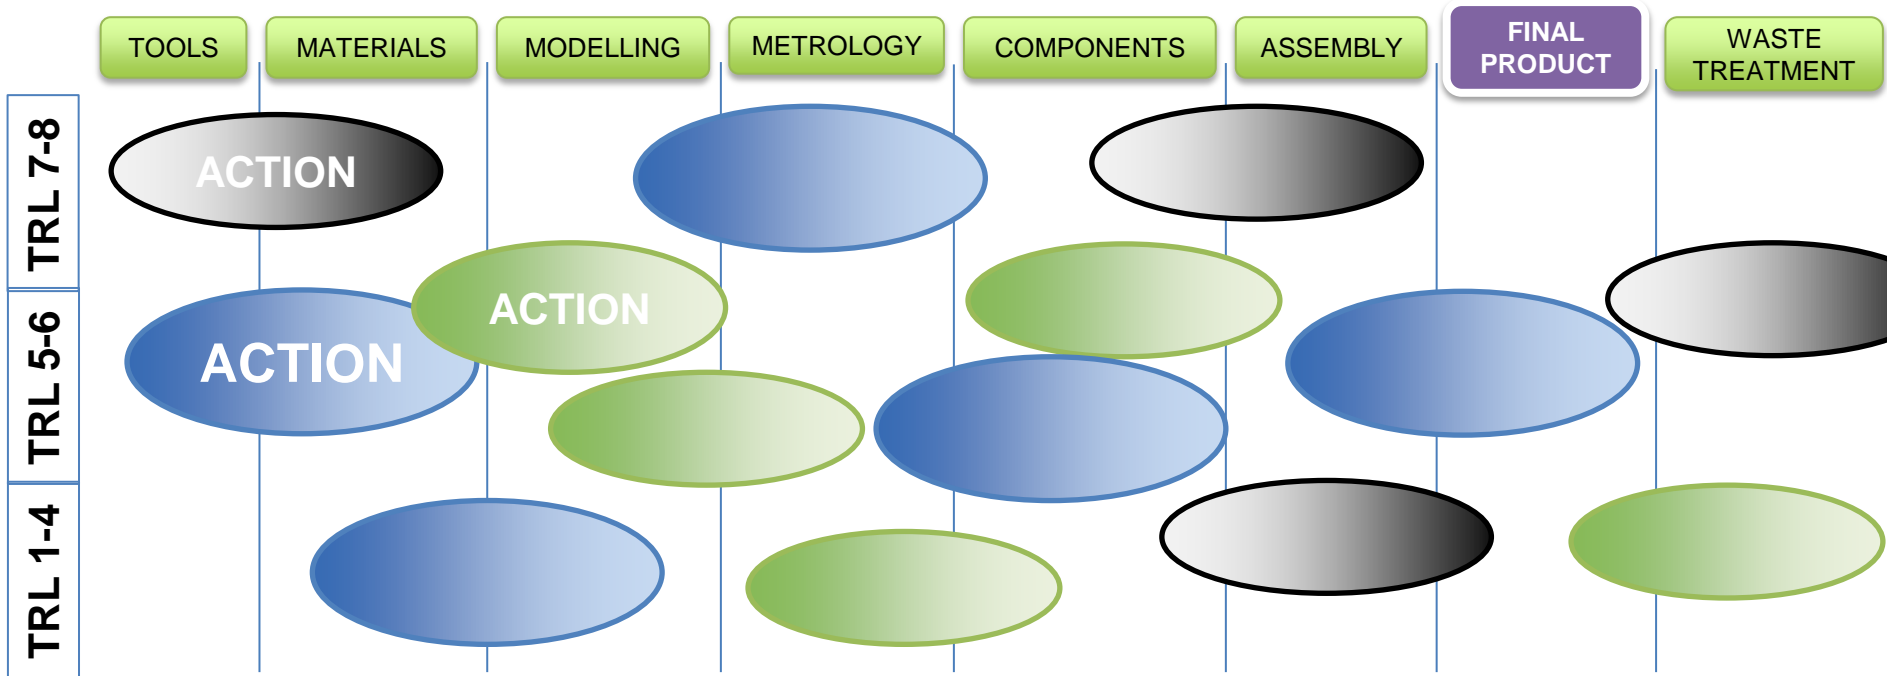 TOOLS
MATERIALS
MODELLING
METROLOGY
COMPONENTS
ASSEMBLY
FINAL
PRODUCT
WASTE
TREATMENT
TRL 7-8
ACTION
TRL 5-6
ACTION
ACTION
TRL 1-4